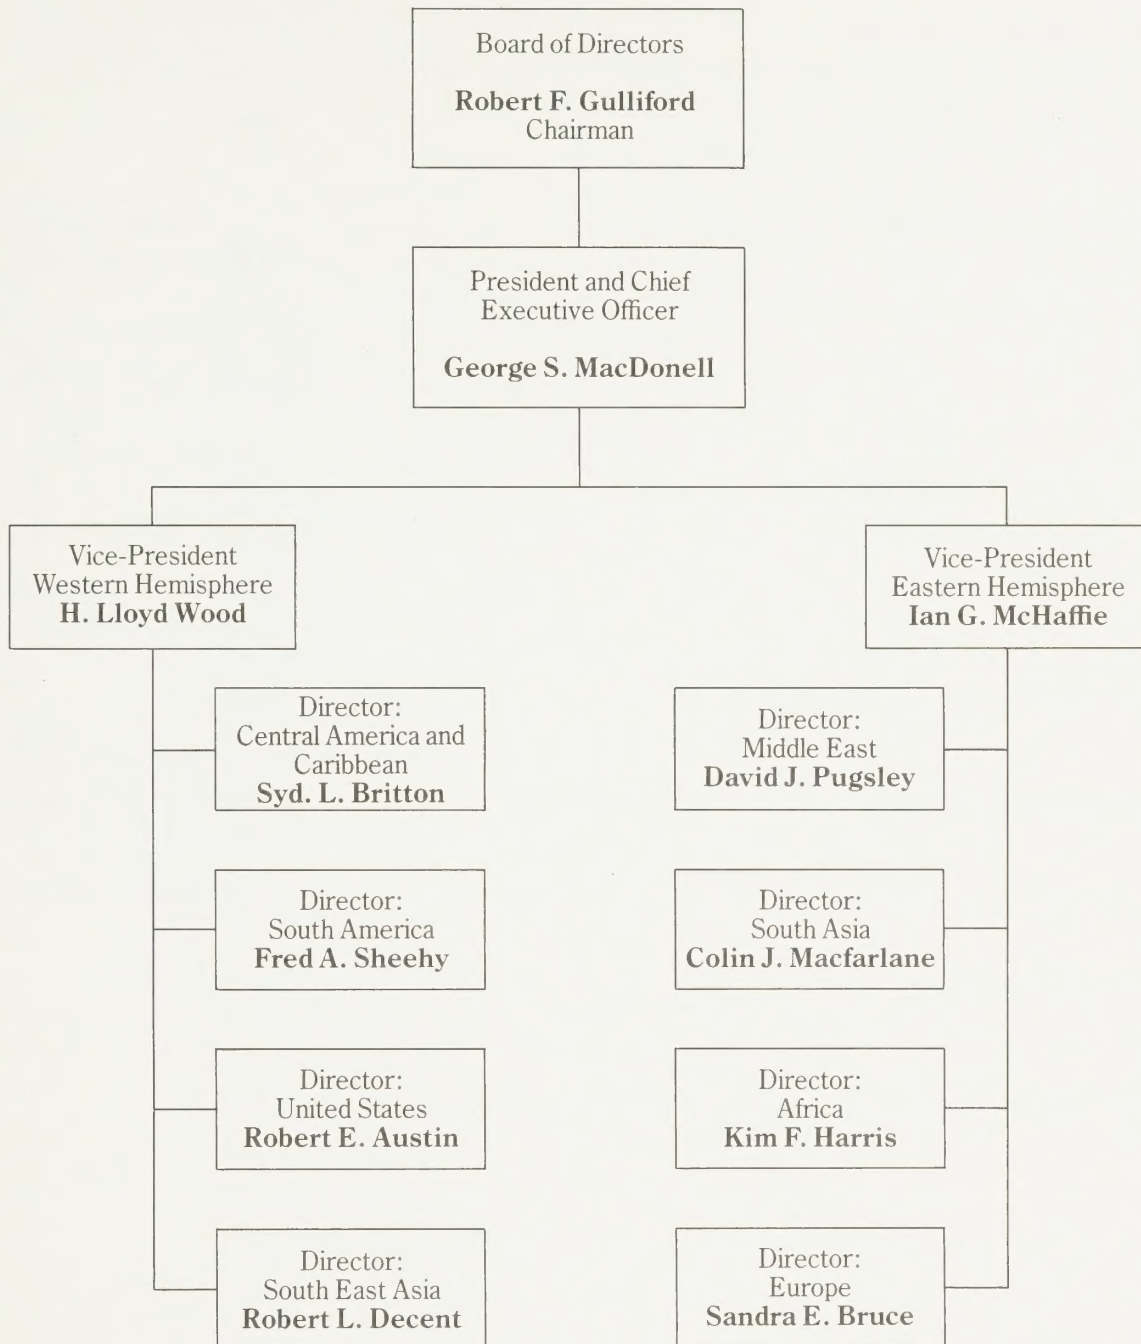 Board of Directors
Robert F. Gulliford
Chairman
President and Chief
Executive Officer
George S. MacDonell
Vice-President
Western Hemisphere
H. Lloyd Wood
Vice-President
Eastern Hemisphere
Ian G. McHaffie
Director:
Central America and
Caribbean
Syd. L. Britton
Director:
Middle East
David J. Pugsley
Director:
South America
Fred A. Sheehy
Director:
South Asia
Colin J. Macfarlane
Director:
United States
Robert E. Austin
Director:
Africa
Kim F. Harris
Director:
South East Asia
Robert L. Decent
Director:
Europe
Sandra E. Bruce